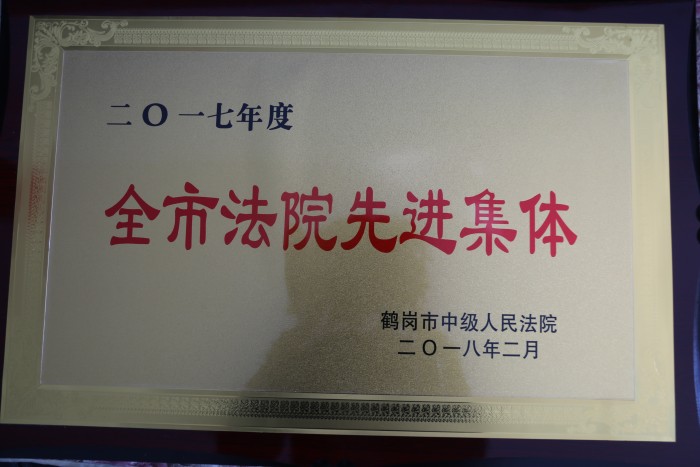 二〇一七年度
全市法院先进集体
鹤岗市中级人民法院
二〇一八年二月